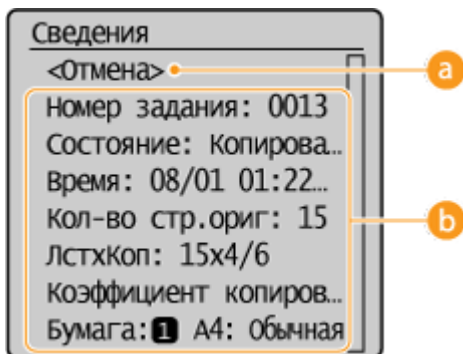 Сведения
<Отмена> a
Номер задания: 0013
Состояние: Копирова…
Время: 08/01 01:22…
Кол-во стр.ориг: 15 b
ЛстхКоп: 15x4/6
Коэффициент копиров…
Бумага:1 A4: Обычная